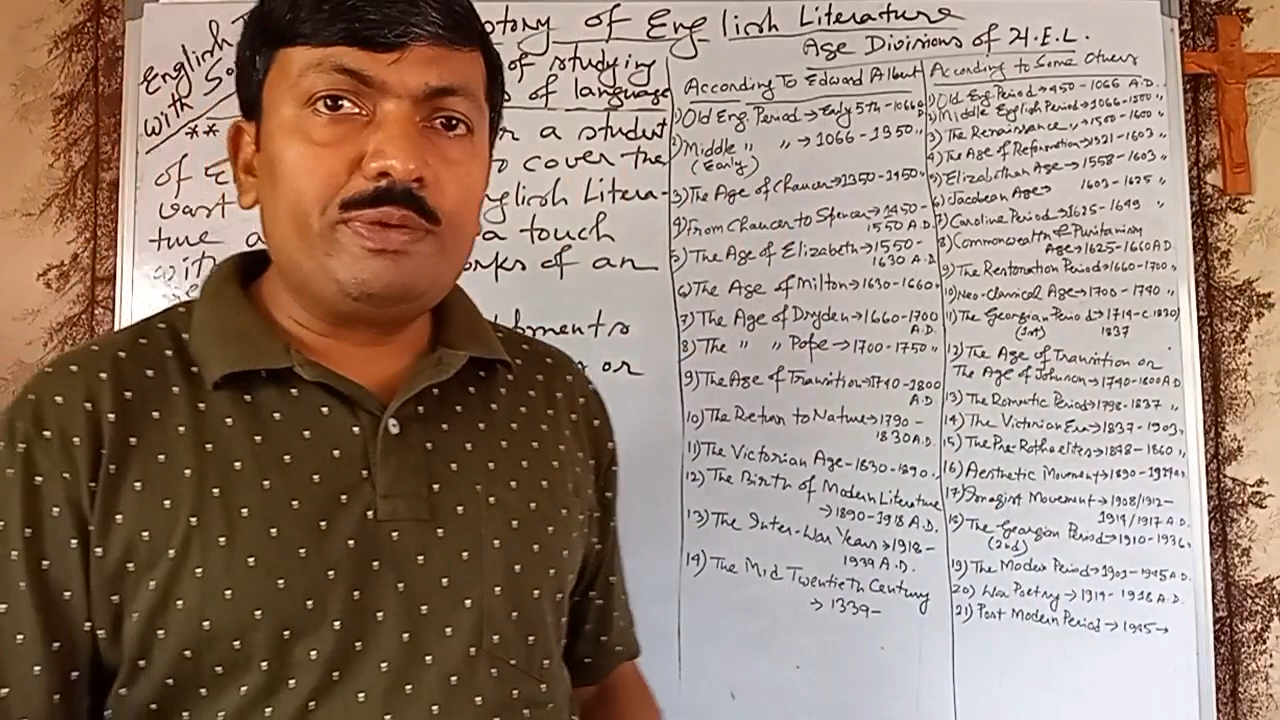 tory of English Literature
English
with So
**
of studying
s of language
n a student
of E
o cover the
vast
nglish Litera-
ture a
a touch
with
orks of an
or
Age Divisions of H.E.L.
According To Edward Albert
1) Old Eng. Period → Early 5th - 1066 A.D
2) Middle " " → 1066 - 1350 "
(Early)
3) The Age of Chaucer → 1350 - 1450 "
4) From Chaucer to Spencer → 1450 -
1550 A.D.
5) The Age of Elizabeth → 1550 -
1630 A.D
6) The Age of Milton → 1630 - 1660 "
7) The Age of Dryden → 1660 - 1700
A.D.
8) The " " Pope → 1700 - 1750 "
9) The Age of Transition → 1740 - 1800
A.D
10) The Return to Nature → 1790 -
1830 A.D.
11) The Victorian Age - 1830 - 1890 "
12) The Birth of Modern Literature
→ 1890 - 1918 A.D.
13) The Inter-War Years → 1918 -
1939 A.D.
14) The Mid Twentieth Century
→ 1339 -
According to Some Others
1) Old Eng. Period → 450 - 1066 A.D.
2) Middle English Period → 1066 - 1500 "
3) The Renaissance " → 1500 - 1600 "
4) The Age of Reformation → 1321 - 1603 "
5) Elizabethan Age → 1558 - 1603 "
6) Jacobean Age → 1603 - 1625 "
7) Caroline Period → 1625 - 1649 "
8) Commonwealth & Puritanism
Age → 1625 - 1660 A.D.
9) The Restoration Period → 1660 - 1700 "
10) Neo-Classical Age → 1700 - 1740 "
11) The Georgian Period → 1714 - c 1830/
(1st) 1837
12) The Age of Transition or
The Age of Johnson → 1740 - 1800 A.D
13) The Romantic Period → 1798 - 1837 "
14) The Victorian Era → 1837 - 1903 "
15) The Pre-Rothaelites → 1848 - 1860 "
16) Aesthetic Movement → 1890 -
17) Imagist Movement → 1908/1912 -
1914/1917 A.D.
18) The Georgian Period → 1910 - 1936 "
(2nd)
19) The Modern Period → 1901 - 1945 A.D.
20) War Poetry → 1914 - 1918 A.D.
21) Post Modern Period → 1945 →